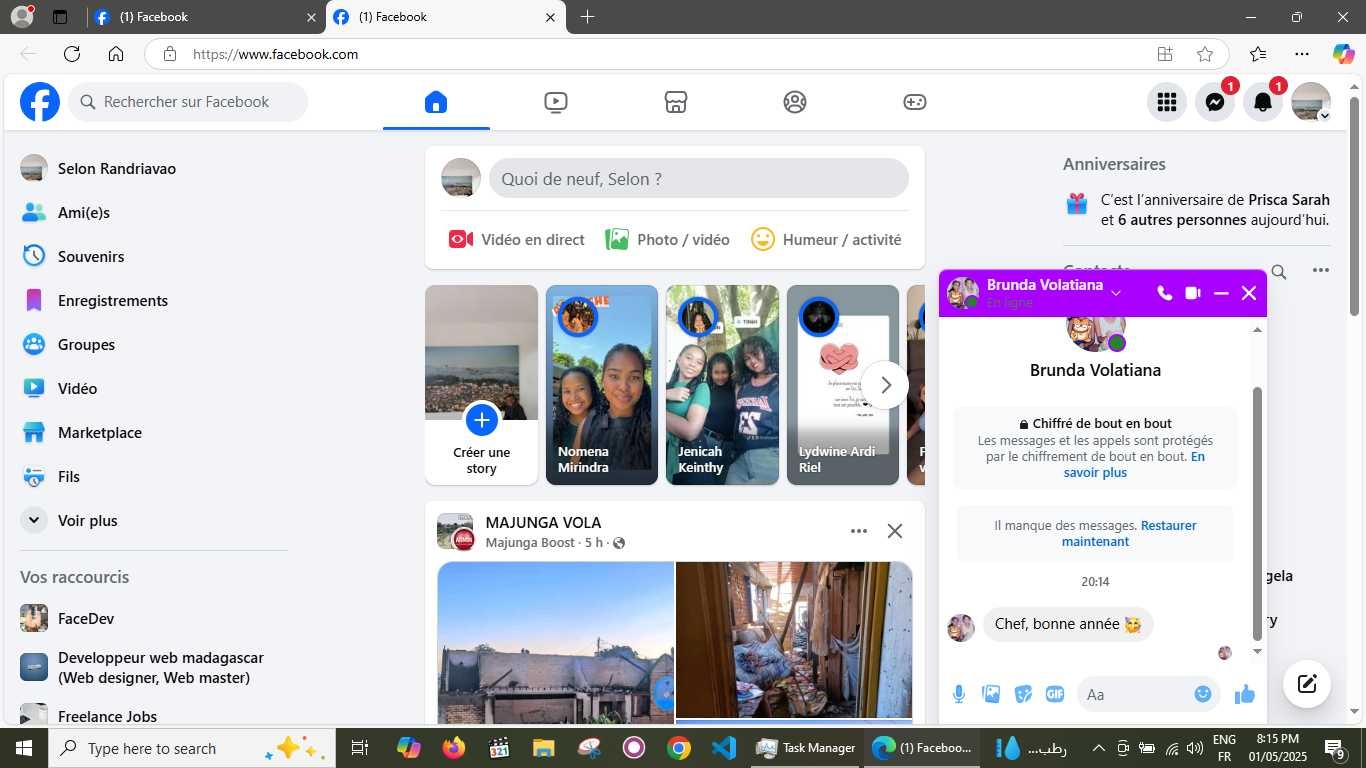 (1) Facebook
(1) Facebook
https://www.facebook.com
Rechercher sur Facebook
1
1
Selon Randriavao
Ami(e)s
Souvenirs
Enregistrements
Groupes
Vidéo
Marketplace
Fils
Voir plus
Vos raccourcis
FaceDev
Developpeur web madagascar
(Web designer, Web master)
Freelance Jobs
Quoi de neuf, Selon ?
Vidéo en direct
Photo / vidéo
Humeur / activité
Créer une
story
Nomena
Mirindra
Jenicah
Keinthy
Lydwine Ardi
Riel
MAJUNGA VOLA
Majunga Boost · 5 h ·
Anniversaires
C'est l'anniversaire de Prisca Sarah
et 6 autres personnes aujourd'hui.
Contacts
Brunda Volatiana
En ligne
Brunda Volatiana
Chiffré de bout en bout
Les messages et les appels sont protégés
par le chiffrement de bout en bout. En
savoir plus
Il manque des messages. Restaurer
maintenant
20:14
Chef, bonne année 🥰
GIF
Aa
Type here to search
Task Manager
(1) Faceboo...
رطب...
ENG
FR
8:15 PM
01/05/2025
9